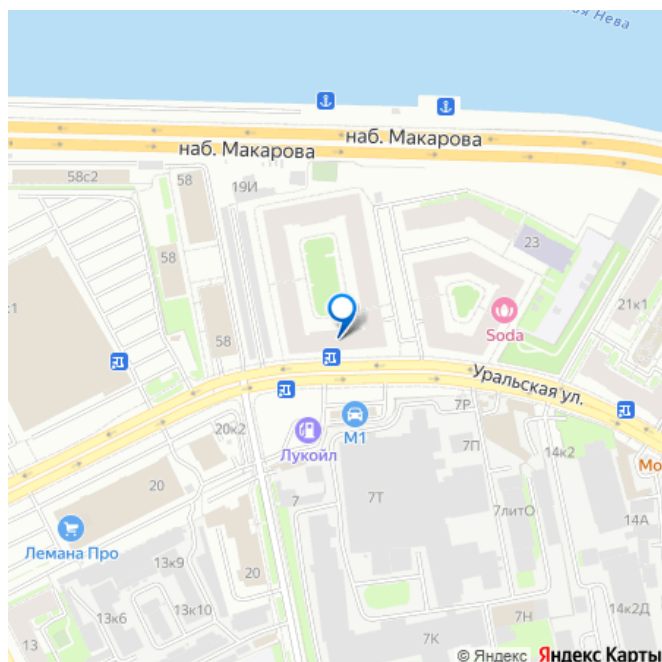 ая Нева
наб. Макарова
наб. Макарова
58с2
58
19И
58
23
21к1
к1
58
Soda
Уральская ул.
7Р
М1
Лукойл
20к2
7П
14к2
Мо
20
7
7Т
7литО
14А
Лемана Про
13к9
20
13к6
13к10
7Н
14к2Д
13
7К
© Яндекс Яндекс Карты